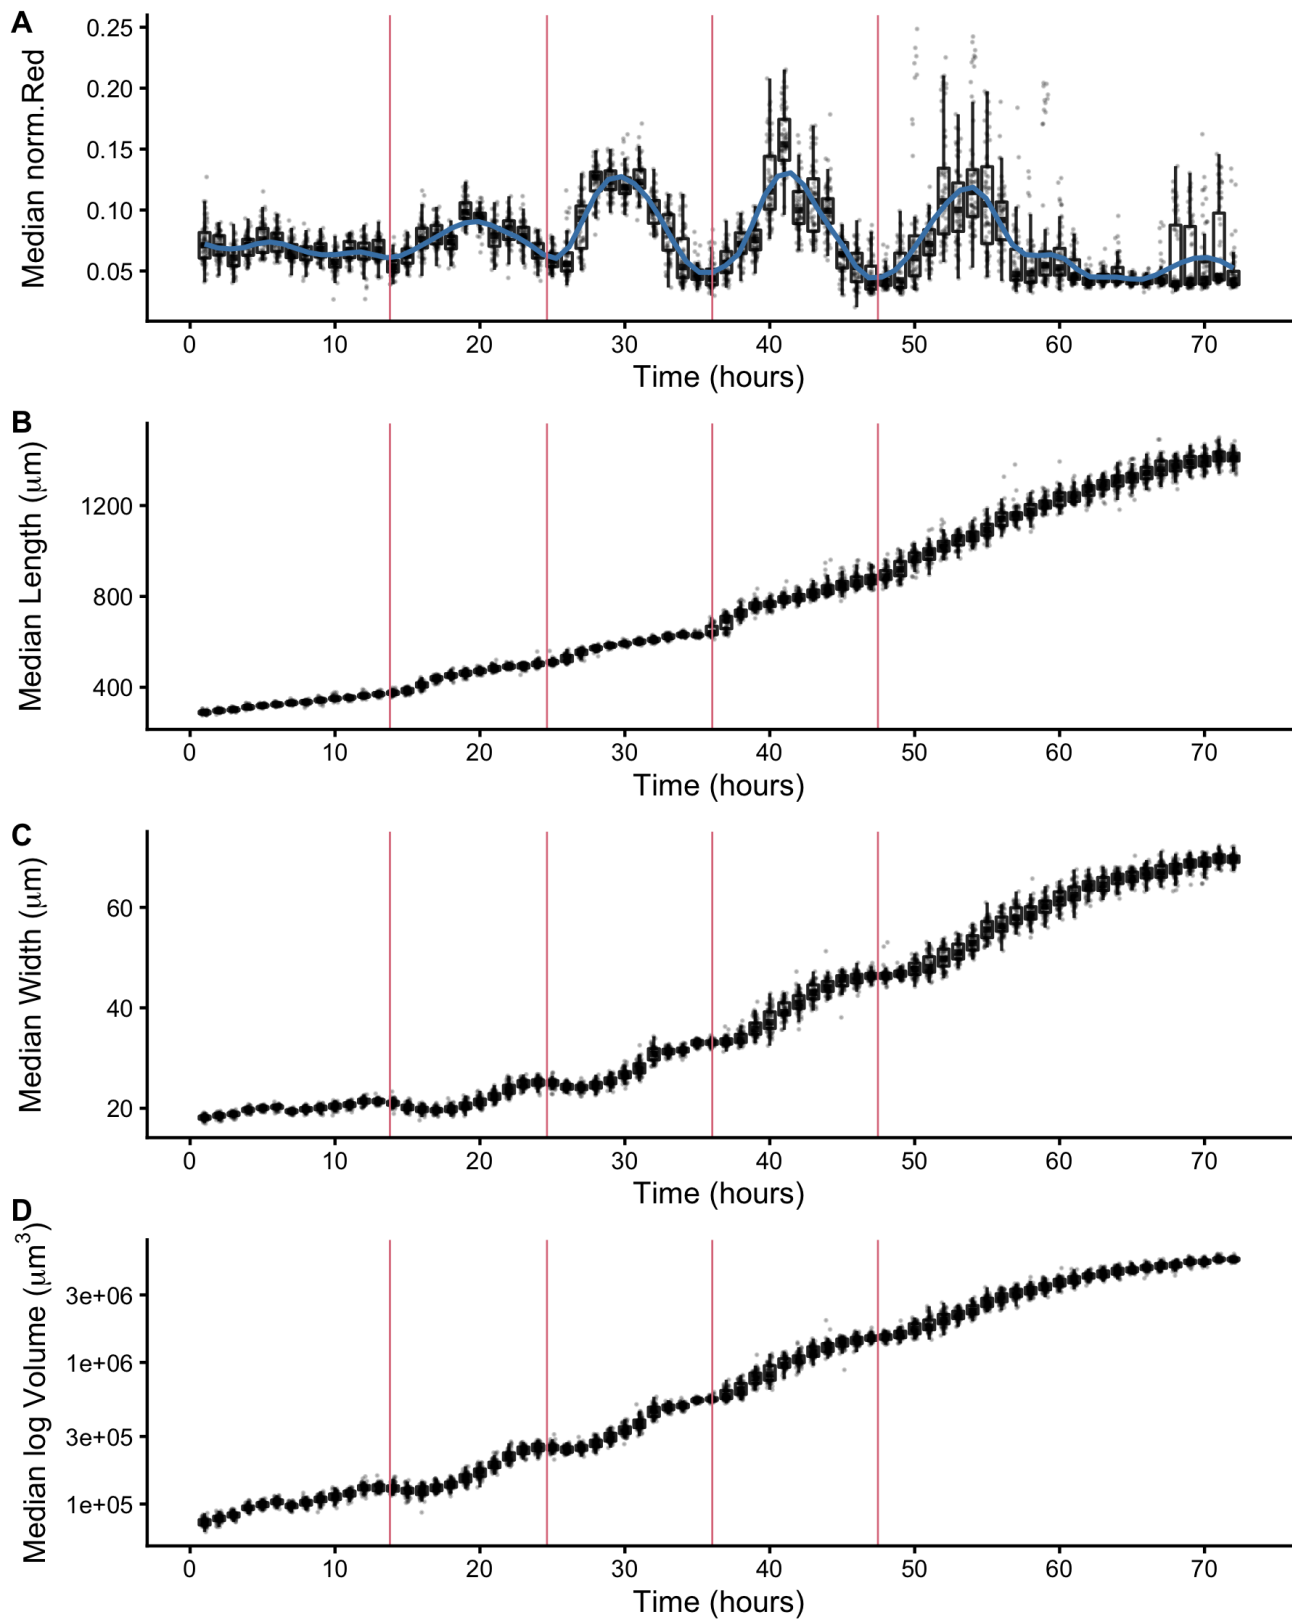 A
Median norm.Red
0.25
0.20
0.15
0.10
0.05
0 10 20 30 40 50 60 70
Time (hours)
B
Median Length (μm)
1200
800
400
0 10 20 30 40 50 60 70
Time (hours)
C
Median Width (μm)
60
40
20
0 10 20 30 40 50 60 70
Time (hours)
D
Median log Volume (μm³)
3e+06
1e+06
3e+05
1e+05
0 10 20 30 40 50 60 70
Time (hours)